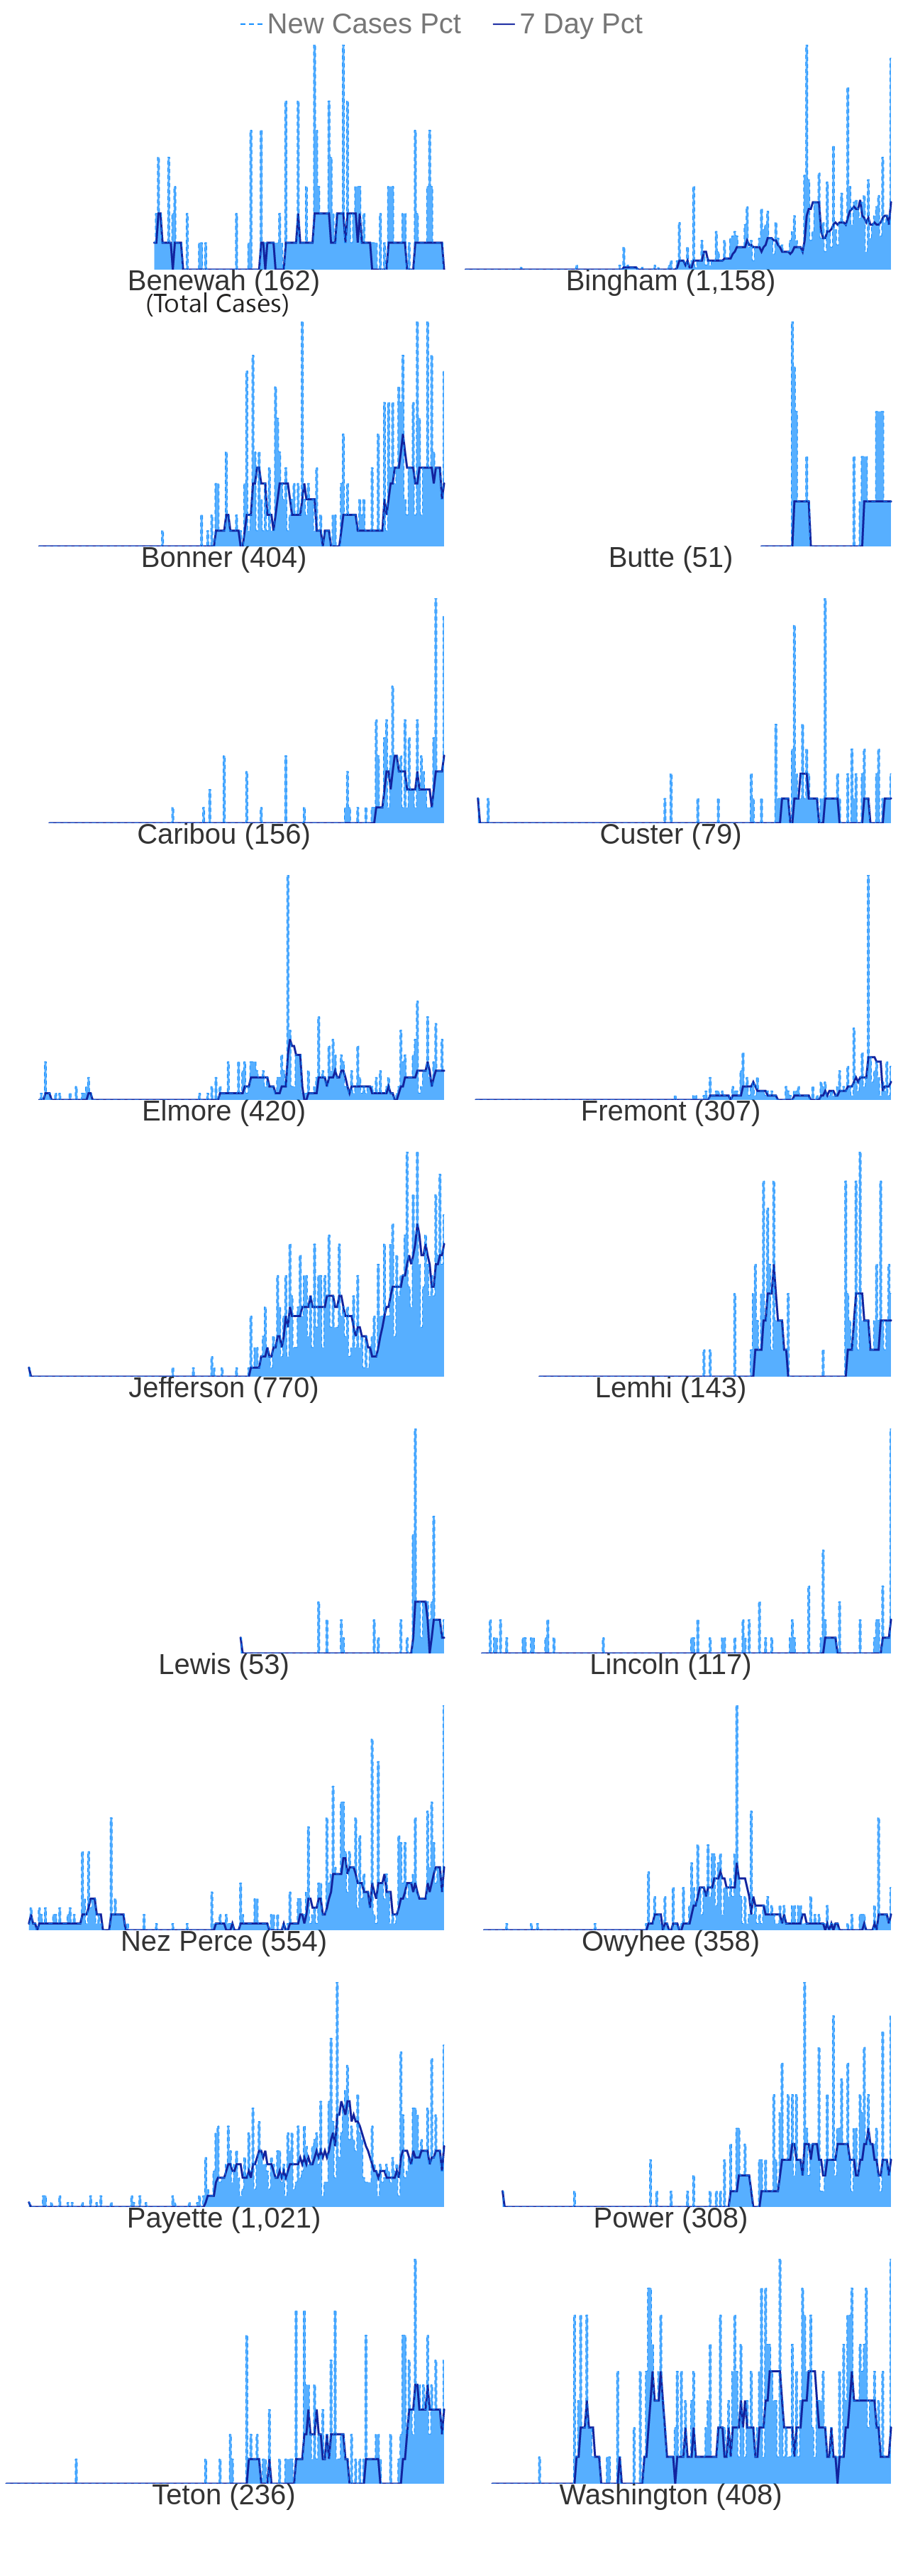 New Cases Pct 7 Day Pct
Benewah (162) Bingham (1,158)
(Total Cases)
Bonner (404) Butte (51)
Caribou (156) Custer (79)
Elmore (420) Fremont (307)
Jefferson (770) Lemhi (143)
Lewis (53) Lincoln (117)
Nez Perce (554) Owyhee (358)
Payette (1,021) Power (308)
Teton (236) Washington (408)